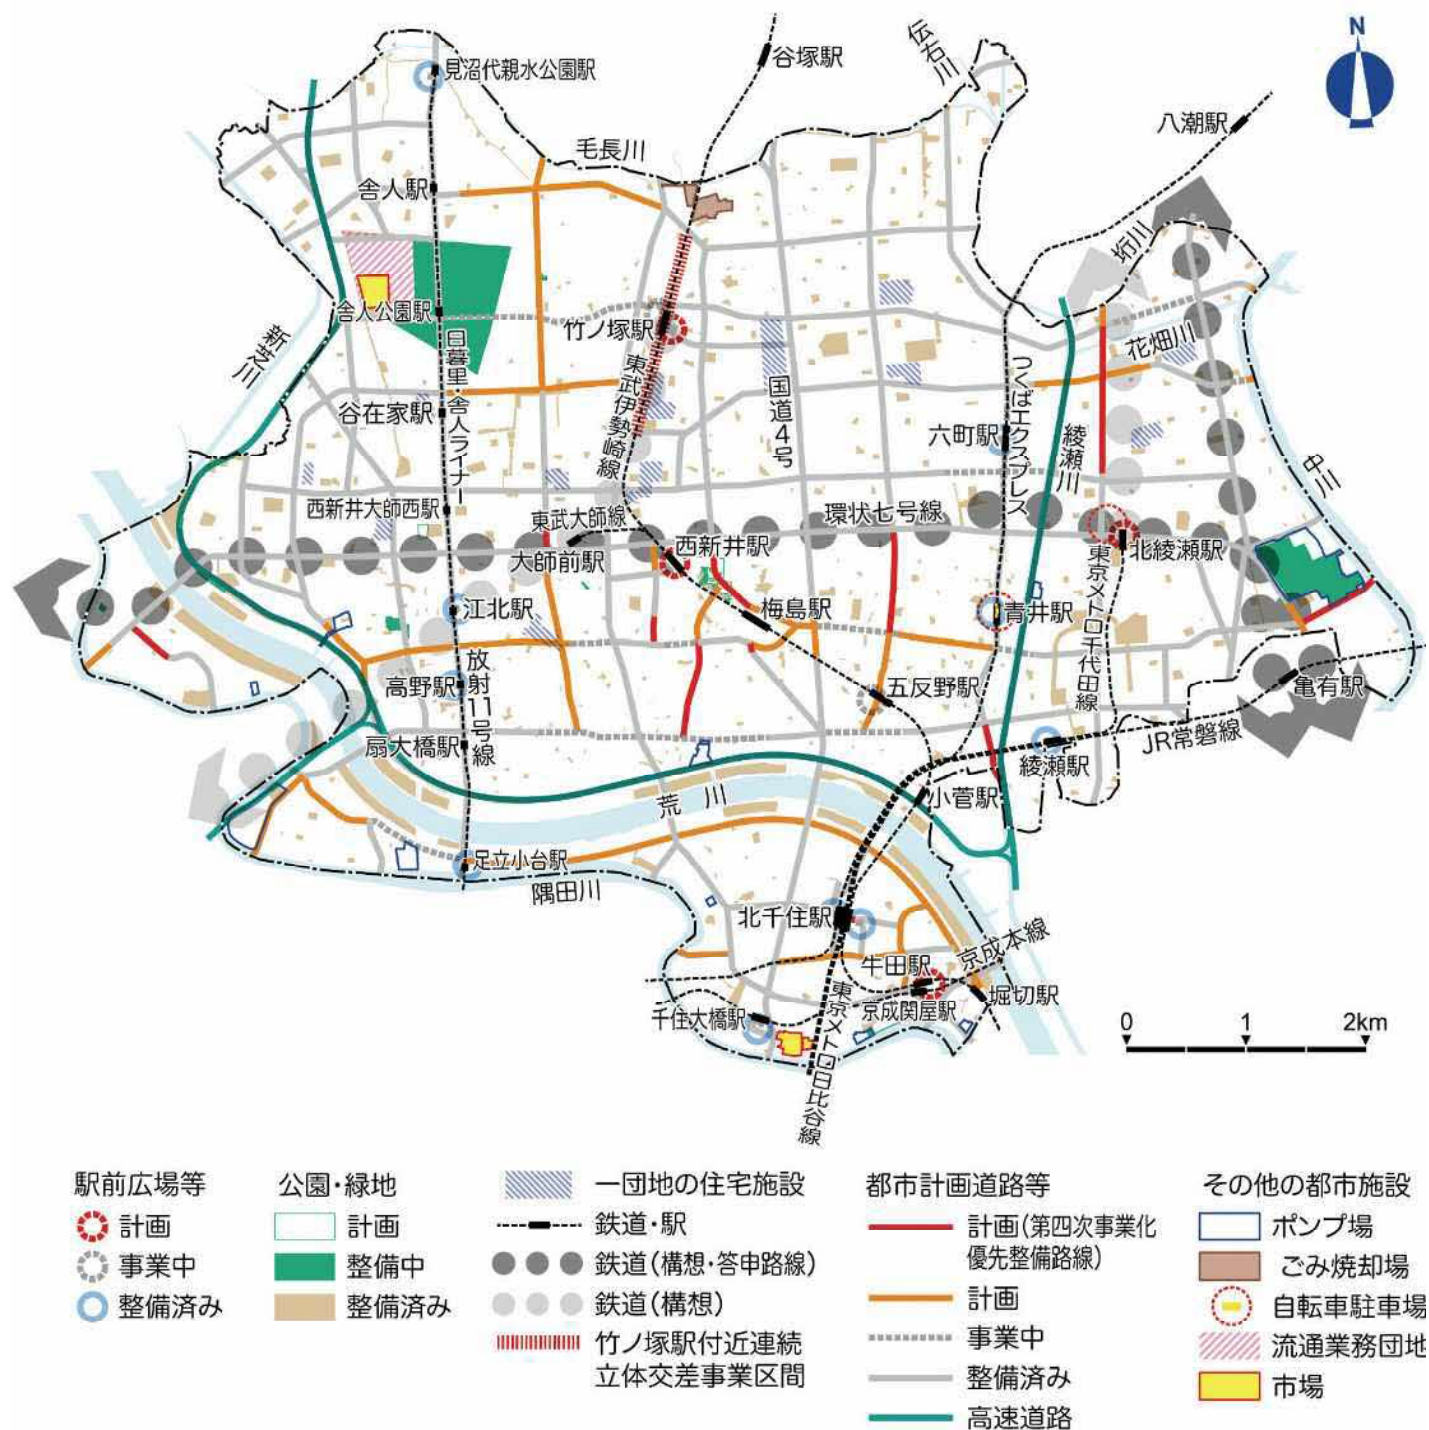 N
見沼代親水公園駅
谷塚駅
伝右川
八潮駅
毛長川
舎人駅
垳川
舎人公園駅
新芝川
日暮里・舎人ライナー
竹ノ塚駅
東武伊勢崎線
国道4号
つくばエクスプレス
花畑川
谷在家駅
六町駅
綾瀬川
中川
西新井大師西駅
東武大師線
環状七号線
大師前駅
西新井駅
北綾瀬駅
東京メトロ千代田線
江北駅
梅島駅
青井駅
放射11号線
高野駅
五反野駅
亀有駅
扇大橋駅
JR常磐線
綾瀬駅
荒川
小菅駅
足立小台駅
隅田川
北千住駅
牛田駅
京成本線
京成関屋駅
堀切駅
千住大橋駅
東京メトロ日比谷線
0 1 2km
駅前広場等
計画
事業中
整備済み
公園・緑地
計画
整備中
整備済み
一団地の住宅施設
鉄道・駅
鉄道(構想・答申路線)
鉄道(構想)
竹ノ塚駅付近連続
立体交差事業区間
都市計画道路等
計画(第四次事業化
優先整備路線)
計画
事業中
整備済み
高速道路
その他の都市施設
ポンプ場
ごみ焼却場
自転車駐車場
流通業務団地
市場